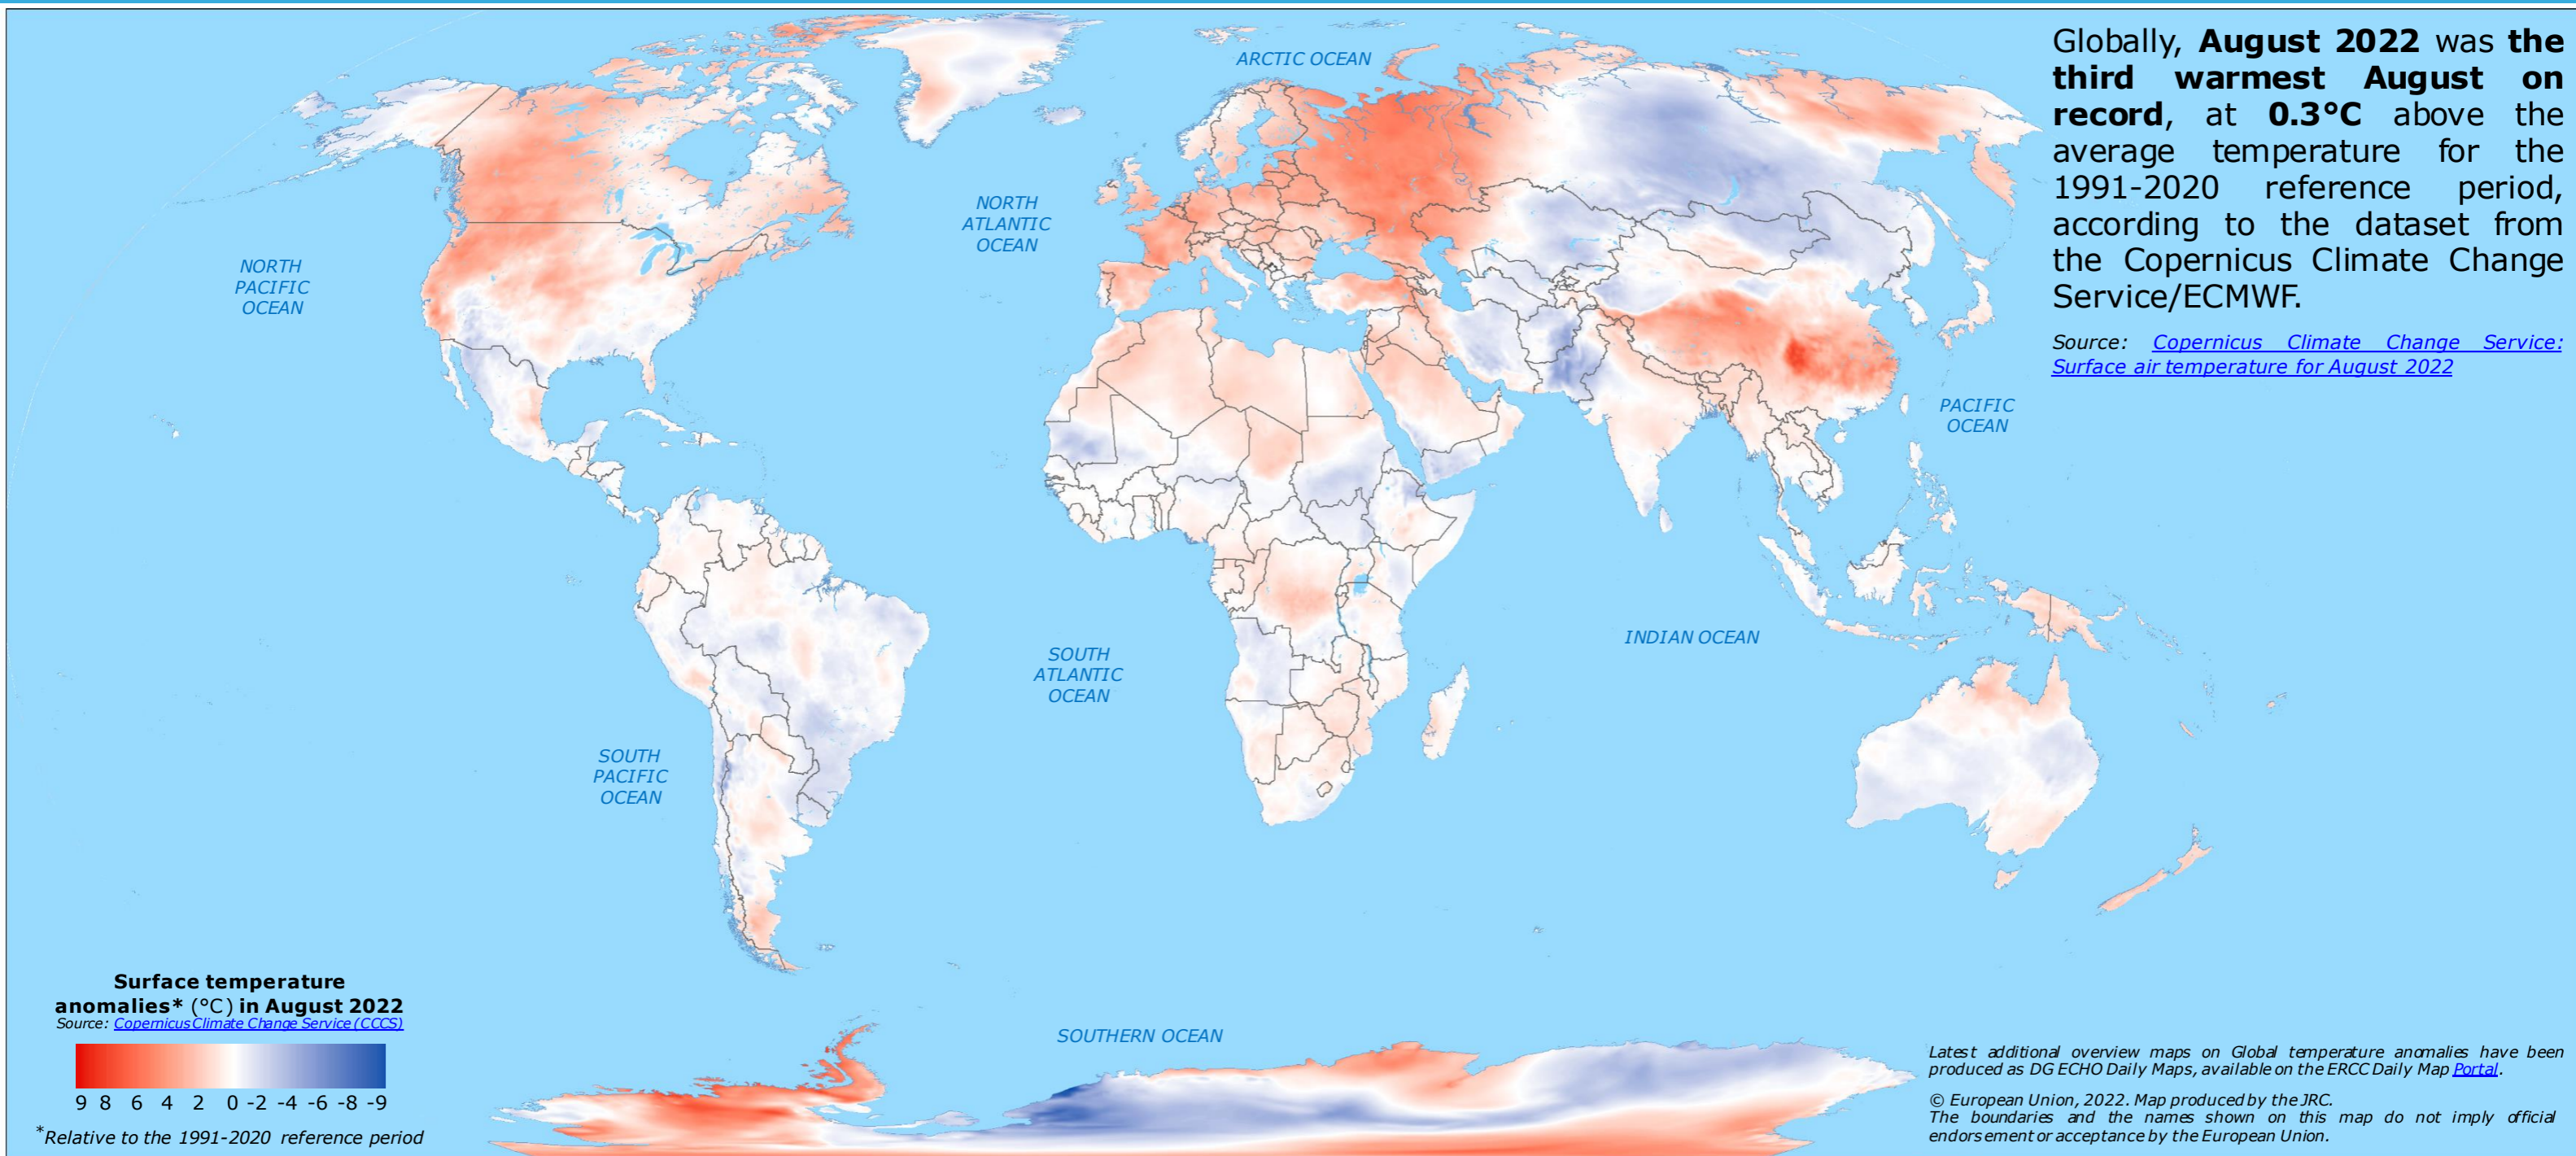 Globally, August 2022 was the
third warmest August on
record, at 0.3°C above the
average temperature for the
1991-2020 reference period,
according to the dataset from
the Copernicus Climate Change
Service/ECMWF.
Source: Copernicus Climate Change Service:
Surface air temperature for August 2022
ARCTIC OCEAN
NORTH
ATLANTIC
OCEAN
NORTH
PACIFIC
OCEAN
PACIFIC
OCEAN
INDIAN OCEAN
SOUTH
ATLANTIC
OCEAN
SOUTH
PACIFIC
OCEAN
SOUTHERN OCEAN
Surface temperature
anomalies* (°C) in August 2022
Source: Copernicus Climate Change Service (CCCS)
9 8 6 4 2 0 -2 -4 -6 -8 -9
*Relative to the 1991-2020 reference period
Latest additional overview maps on Global temperature anomalies have been
produced as DG ECHO Daily Maps, available on the ERCC Daily Map Portal.
© European Union, 2022. Map produced by the JRC.
The boundaries and the names shown on this map do not imply official
endorsement or acceptance by the European Union.